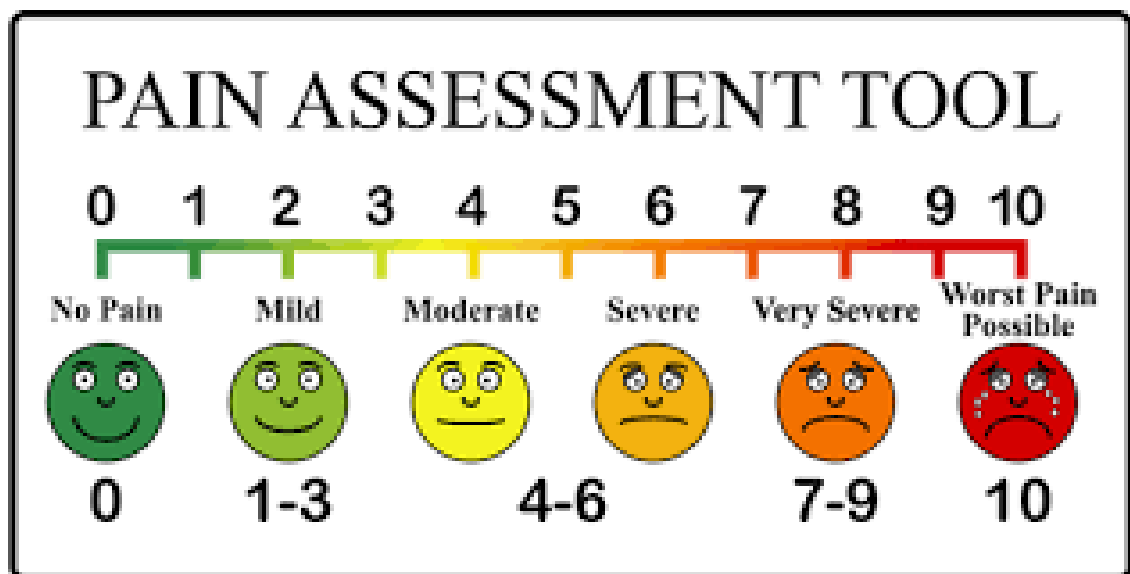 PAIN ASSESSMENT TOOL
0 1 2 3 4 5 6 7 8 9 10
No Pain Mild Moderate Severe Very Severe Worst Pain
Possible
0 1-3 4-6 7-9 10